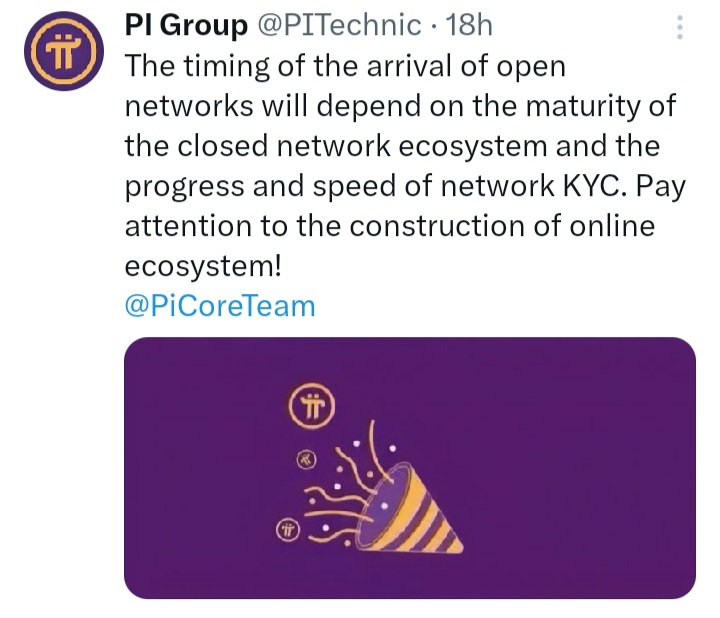 PI Group @PITechnic · 18h
The timing of the arrival of open
networks will depend on the maturity of
the closed network ecosystem and the
progress and speed of network KYC. Pay
attention to the construction of online
ecosystem!
@PiCoreTeam